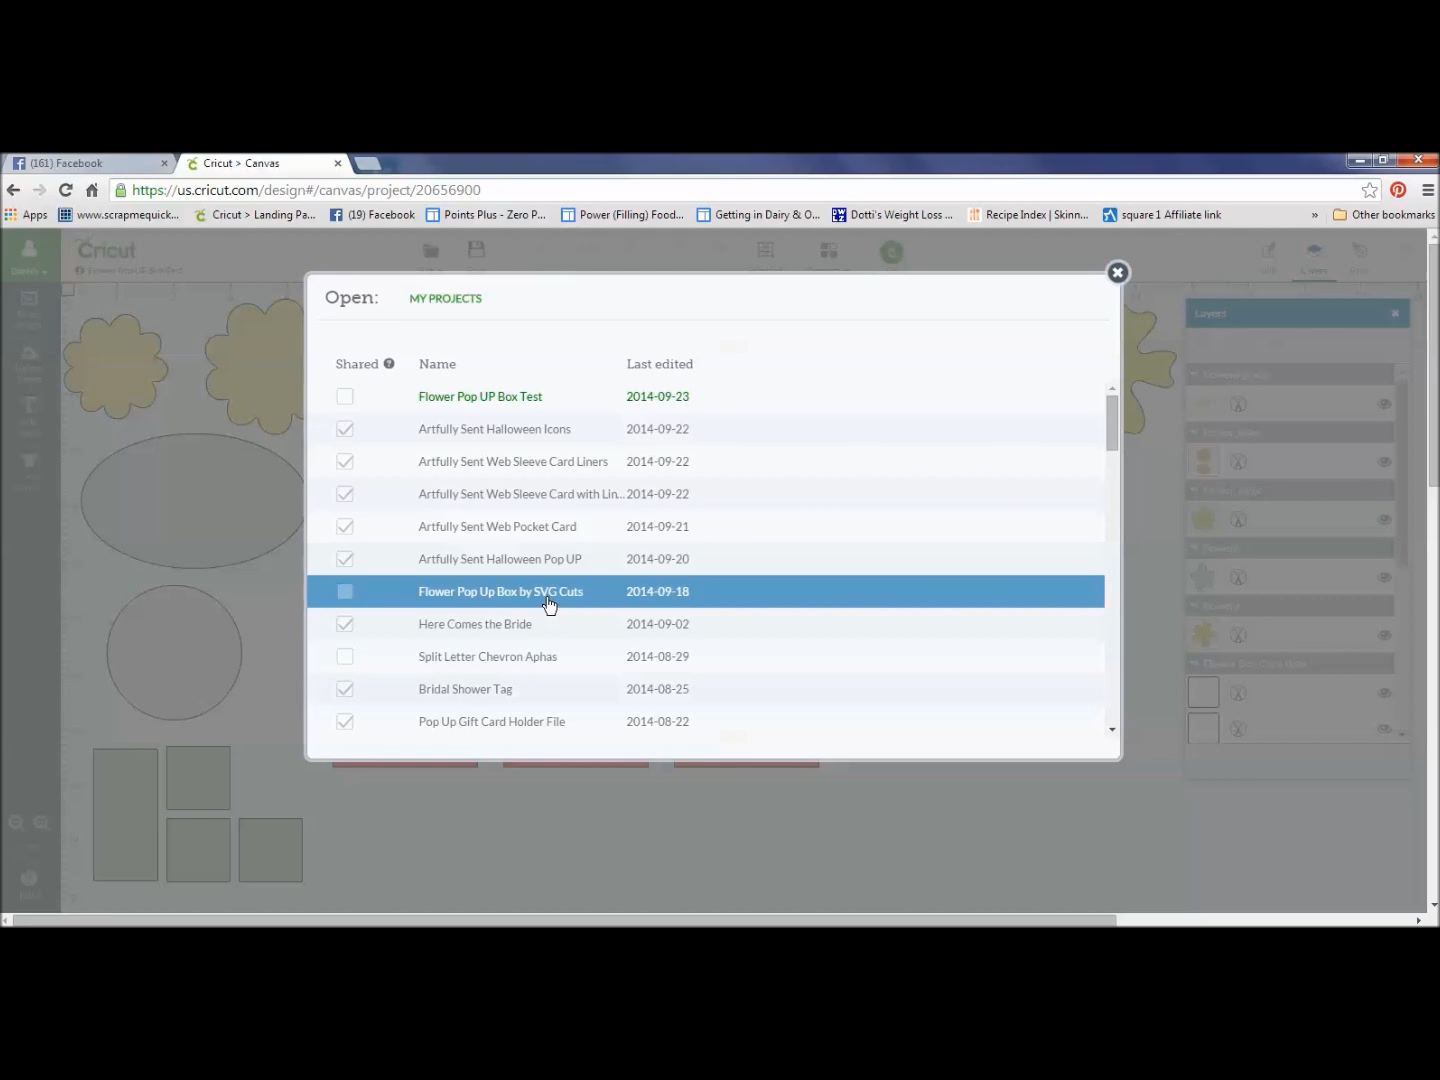 (161) Facebook
Cricut > Canvas
https://us.cricut.com/design#/canvas/project/20656900
Apps www.scrapmequick... Cricut > Landing Pa... (19) Facebook Points Plus - Zero P... Power (Filling) Food... Getting in Dairy & O... Dotti's Weight Loss ... Recipe Index | Skinn... square 1 Affiliate link » Other bookmarks
Cricut
Layers
Open: MY PROJECTS
Shared ? Name Last edited
Flower Pop UP Box Test 2014-09-23
Artfully Sent Halloween Icons 2014-09-22
Artfully Sent Web Sleeve Card Liners 2014-09-22
Artfully Sent Web Sleeve Card with Lin... 2014-09-22
Artfully Sent Web Pocket Card 2014-09-21
Artfully Sent Halloween Pop UP 2014-09-20
Flower Pop Up Box by SVG Cuts 2014-09-18
Here Comes the Bride 2014-09-02
Split Letter Chevron Aphas 2014-08-29
Bridal Shower Tag 2014-08-25
Pop Up Gift Card Holder File 2014-08-22